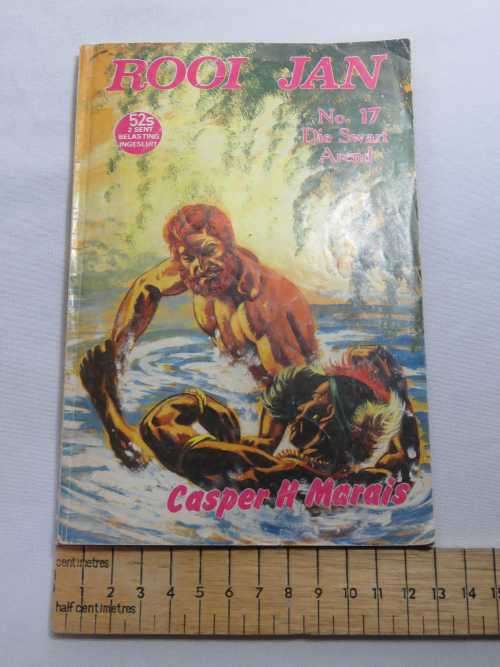 ROOI JAN
52s
2 SENT
BELASTING
INGESLUIT
No. 17
Die Swart
Arend
Casper H Marais
centimetres
1 2 3 4 5 6 7 8 9 10 11 12 13 14 15
half centimetres